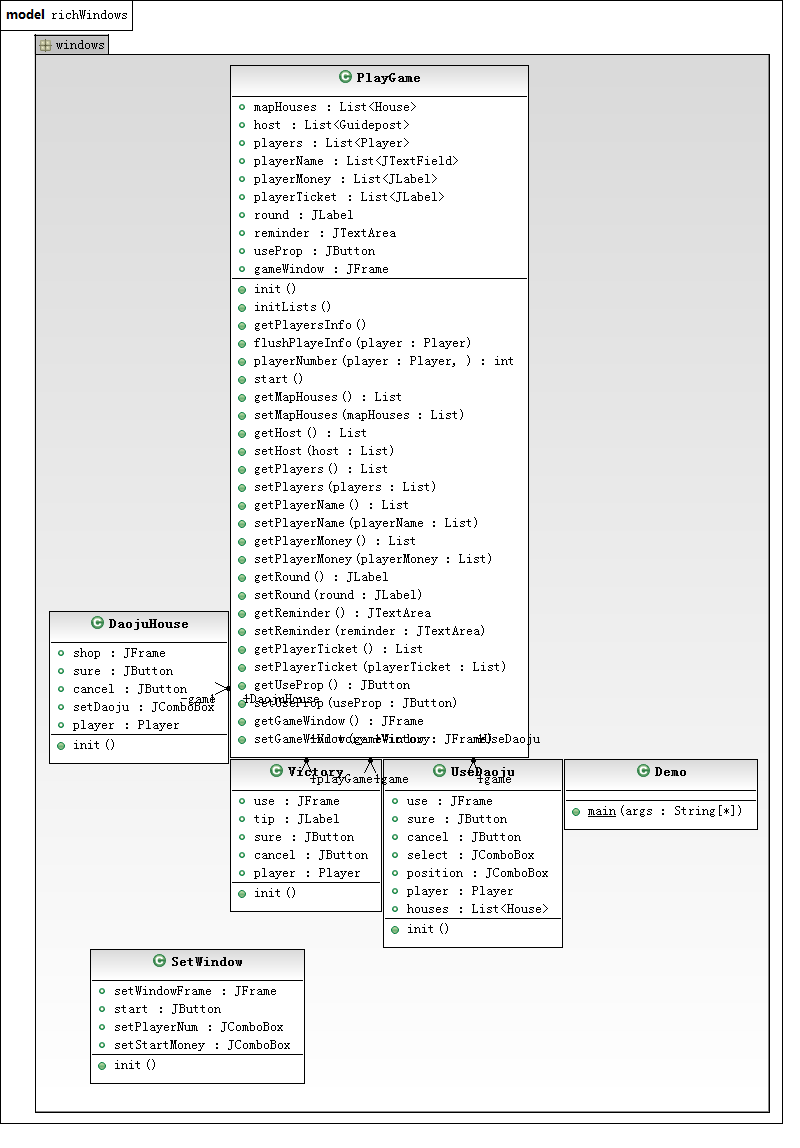 model richWindows
windows
PlayGame
mapHouses : List<House>
host : List<Guidepost>
players : List<Player>
playerName : List<JTextField>
playerMoney : List<JLabel>
playerTicket : List<JLabel>
round : JLabel
reminder : JTextArea
useProp : JButton
gameWindow : JFrame
init()
initLists()
getPlayersInfo()
flushPlayeInfo(player : Player)
playerNumber(player : Player, ) : int
start()
getMapHouses() : List
setMapHouses(mapHouses : List)
getHost() : List
setHost(host : List)
getPlayers() : List
setPlayers(players : List)
getPlayerName() : List
setPlayerName(playerName : List)
getPlayerMoney() : List
setPlayerMoney(playerMoney : List)
getRound() : JLabel
setRound(round : JLabel)
getReminder() : JTextArea
setReminder(reminder : JTextArea)
getPlayerTicket() : List
setPlayerTicket(playerTicket : List)
getUseProp() : JButton
setUseProp(useProp : JButton)
getGameWindow() : JFrame
setGameWindow(gameWindow : JFrame)
DaojuHouse
shop : JFrame
sure : JButton
cancel : JButton
setDaoju : JComboBox
player : Player
init()
-game
+DaojuHouse
+UseDaoju
+playGame
+game
+game
Victory
use : JFrame
tip : JLabel
sure : JButton
cancel : JButton
player : Player
init()
UseDaoju
use : JFrame
sure : JButton
cancel : JButton
select : JComboBox
position : JComboBox
player : Player
houses : List<House>
init()
Demo
main(args : String[*])
SetWindow
setWindowFrame : JFrame
start : JButton
setPlayerNum : JComboBox
setStartMoney : JComboBox
init()